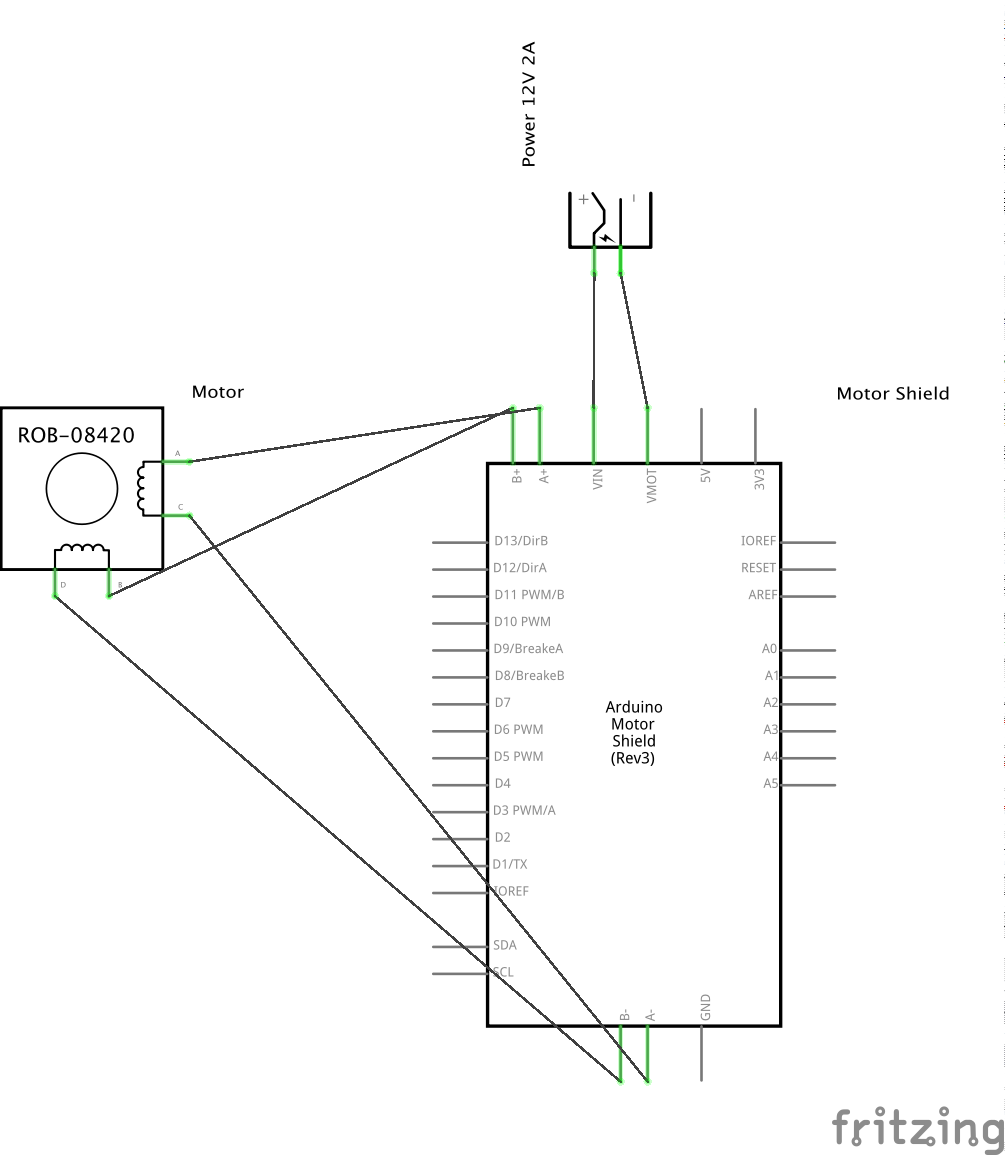 Power 12V 2A
+ -
Motor
Motor Shield
ROB-08420
A
C
D
B
B+ A+ VIN VMOT 5V 3V3
D13/DirB
D12/DirA
D11 PWM/B
D10 PWM
D9/BreakeA
D8/BreakeB
D7
D6 PWM
D5 PWM
D4
D3 PWM/A
D2
D1/TX
IOREF
SDA
SCL
IOREF
RESET
AREF
A0
A1
A2
A3
A4
A5
Arduino
Motor
Shield
(Rev3)
B- A- GND
fritzing